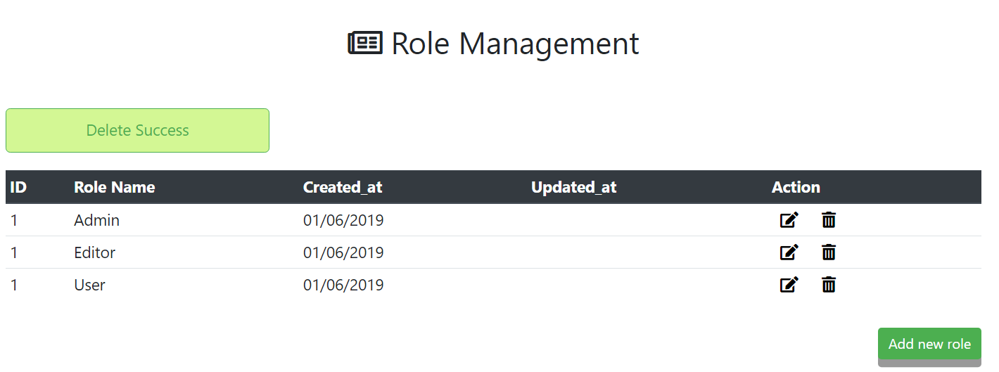 Role Management
Delete Success
ID Role Name Created_at Updated_at Action
1 Admin 01/06/2019
1 Editor 01/06/2019
1 User 01/06/2019
Add new role